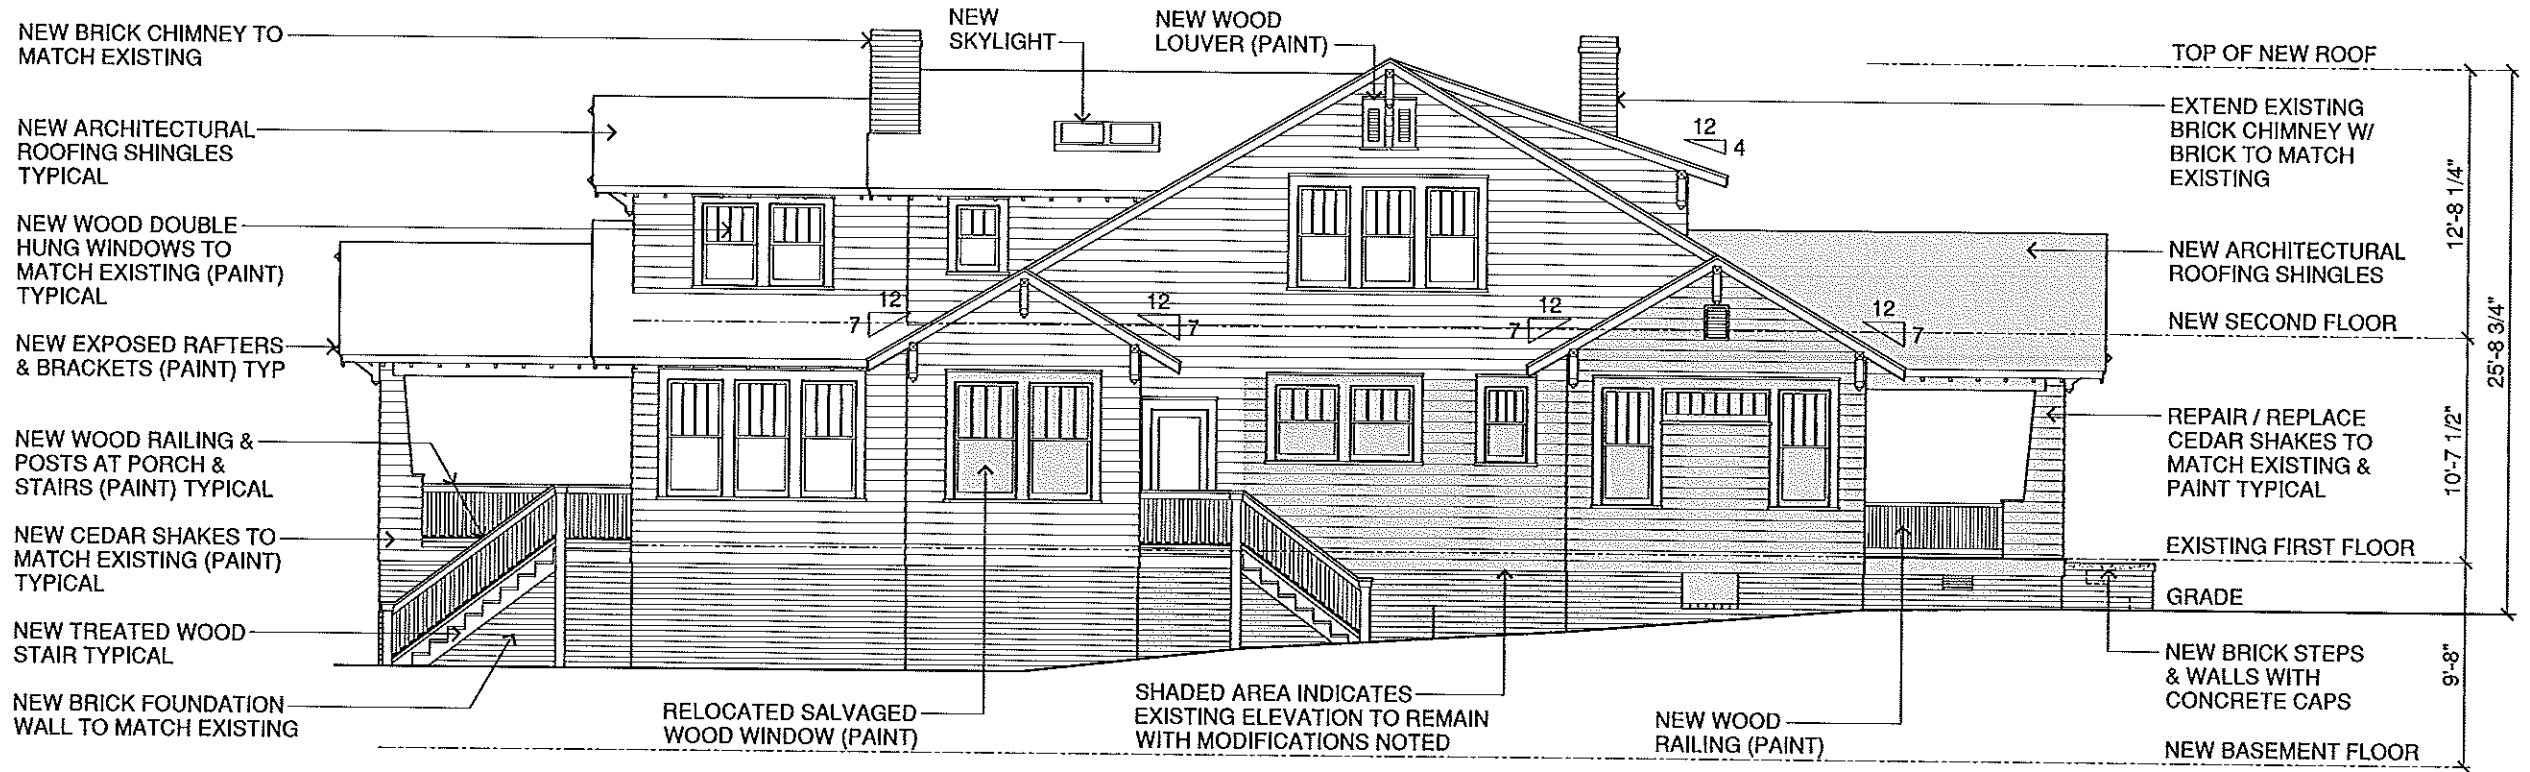 NEW BRICK CHIMNEY TO
MATCH EXISTING
NEW ARCHITECTURAL
ROOFING SHINGLES
TYPICAL
NEW WOOD DOUBLE
HUNG WINDOWS TO
MATCH EXISTING (PAINT)
TYPICAL
NEW EXPOSED RAFTERS
& BRACKETS (PAINT) TYP
NEW WOOD RAILING &
POSTS AT PORCH &
STAIRS (PAINT) TYPICAL
NEW CEDAR SHAKES TO
MATCH EXISTING (PAINT)
TYPICAL
NEW TREATED WOOD
STAIR TYPICAL
NEW BRICK FOUNDATION
WALL TO MATCH EXISTING
NEW
SKYLIGHT
NEW WOOD
LOUVER (PAINT)
12
4
12
7
12
7
12
7
12
7
RELOCATED SALVAGED
WOOD WINDOW (PAINT)
SHADED AREA INDICATES
EXISTING ELEVATION TO REMAIN
WITH MODIFICATIONS NOTED
NEW WOOD
RAILING (PAINT)
TOP OF NEW ROOF
EXTEND EXISTING
BRICK CHIMNEY W/
BRICK TO MATCH
EXISTING
NEW ARCHITECTURAL
ROOFING SHINGLES
NEW SECOND FLOOR
REPAIR / REPLACE
CEDAR SHAKES TO
MATCH EXISTING &
PAINT TYPICAL
EXISTING FIRST FLOOR
GRADE
NEW BRICK STEPS
& WALLS WITH
CONCRETE CAPS
NEW BASEMENT FLOOR
12'-8 1/4"
10'-7 1/2"
9'-8"
25'-8 3/4"